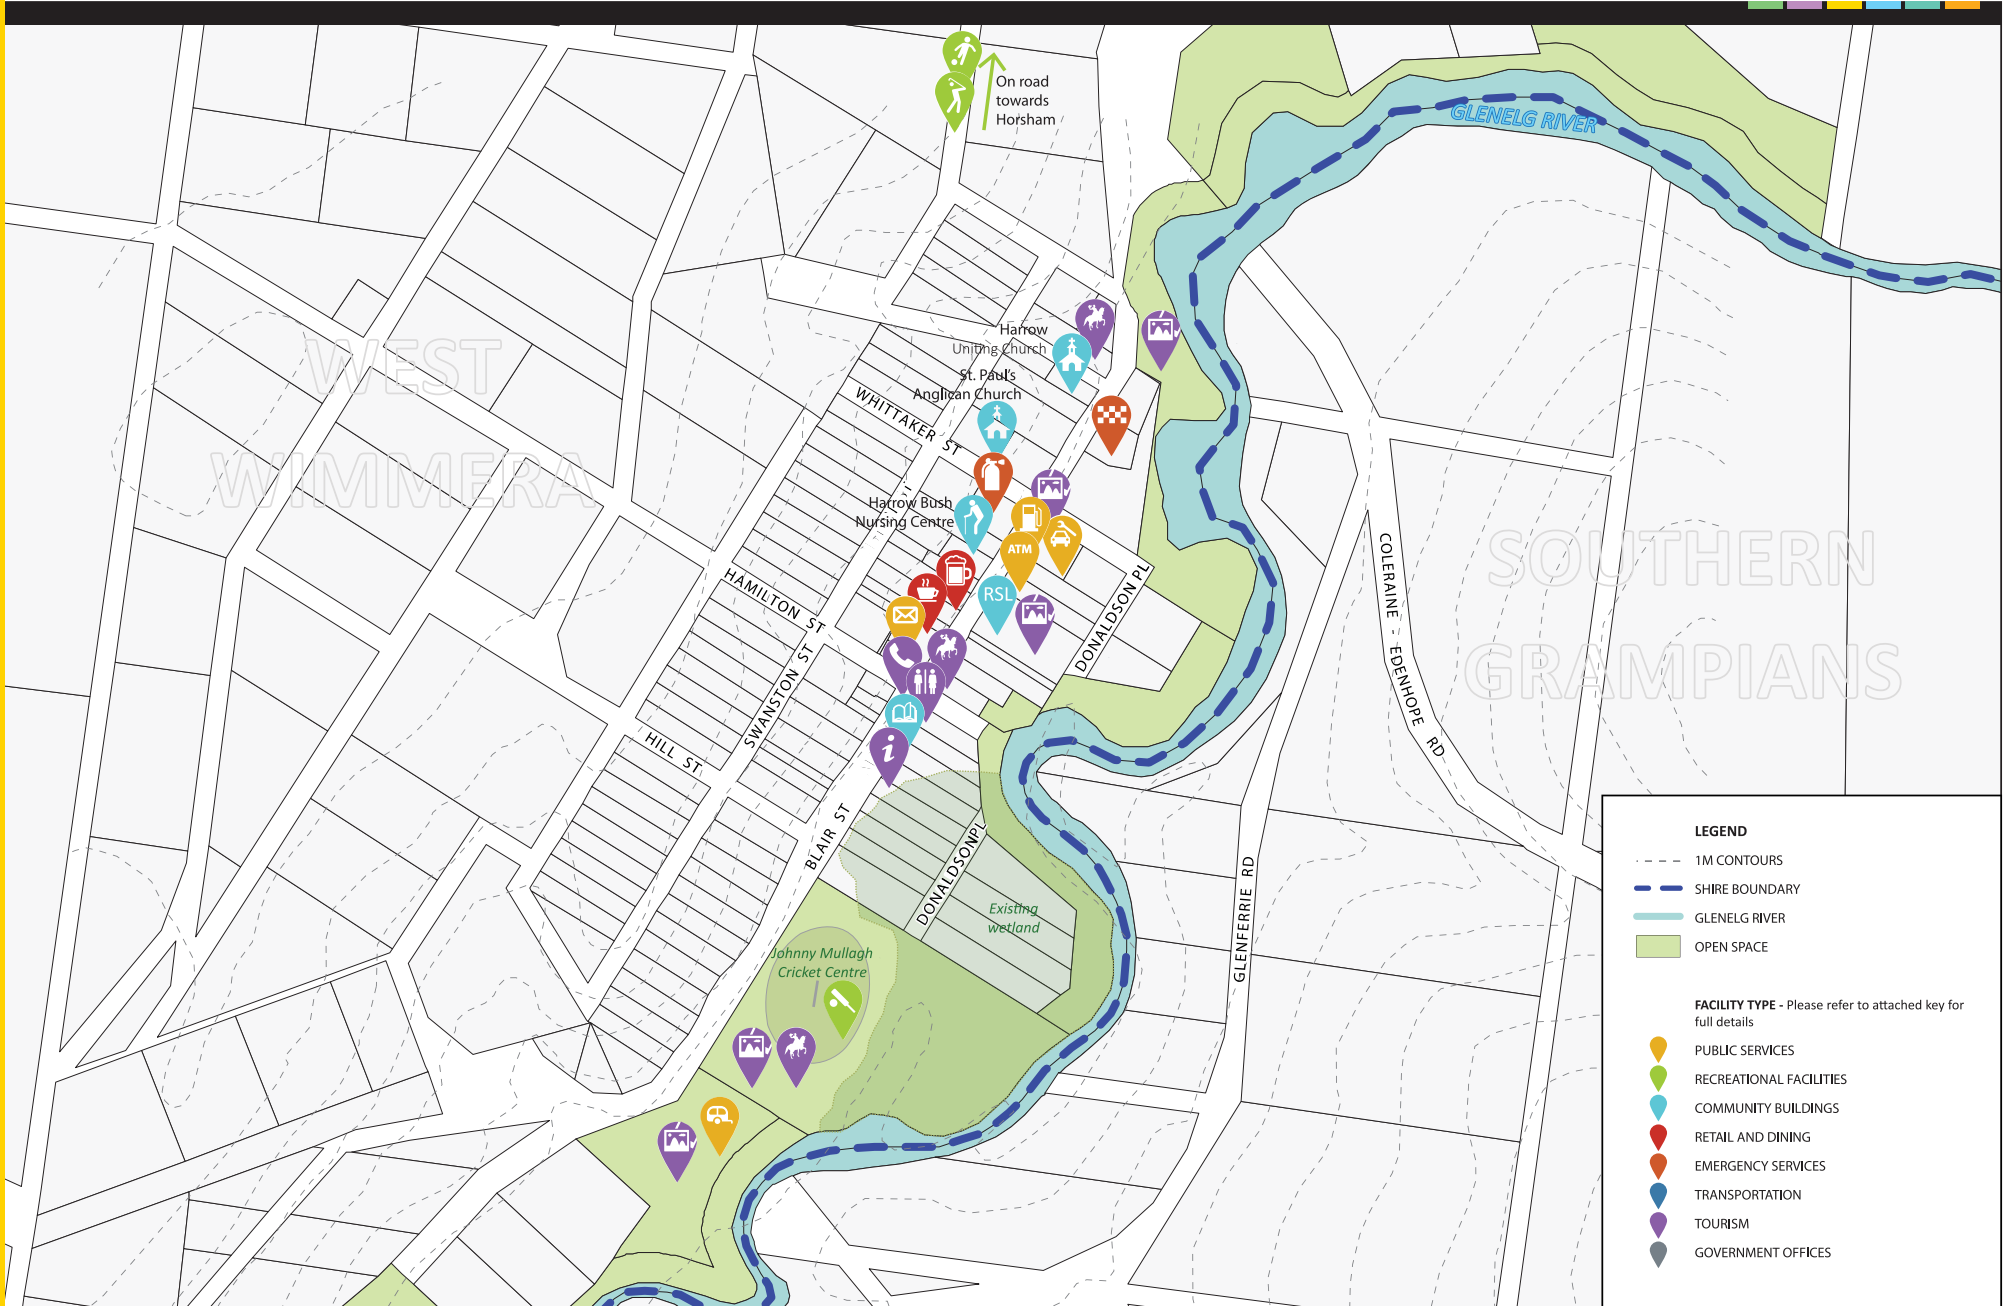 On road
towards
Horsham
GLENELG RIVER
Harrow
Uniting Church
St. Paul's
Anglican Church
WHITTAKER ST
WEST
WIMMERA
Harrow Bush
Nursing Centre
ATM
RSL
HAMILTON ST
DONALDSON PL
SWANSTON ST
HILL ST
BLAIR ST
DONALDSONPL
COLERAINE - EDENHOPE RD
SOUTHERN
GRAMPIANS
GLENFERRIE RD
Existing
wetland
Johnny Mullagh
Cricket Centre
i
LEGEND
1M CONTOURS
SHIRE BOUNDARY
GLENELG RIVER
OPEN SPACE
FACILITY TYPE - Please refer to attached key for
full details
PUBLIC SERVICES
RECREATIONAL FACILITIES
COMMUNITY BUILDINGS
RETAIL AND DINING
EMERGENCY SERVICES
TRANSPORTATION
TOURISM
GOVERNMENT OFFICES